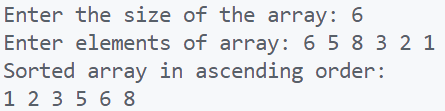 Enter the size of the array: 6
Enter elements of array: 6 5 8 3 2 1
Sorted array in ascending order:
1 2 3 5 6 8